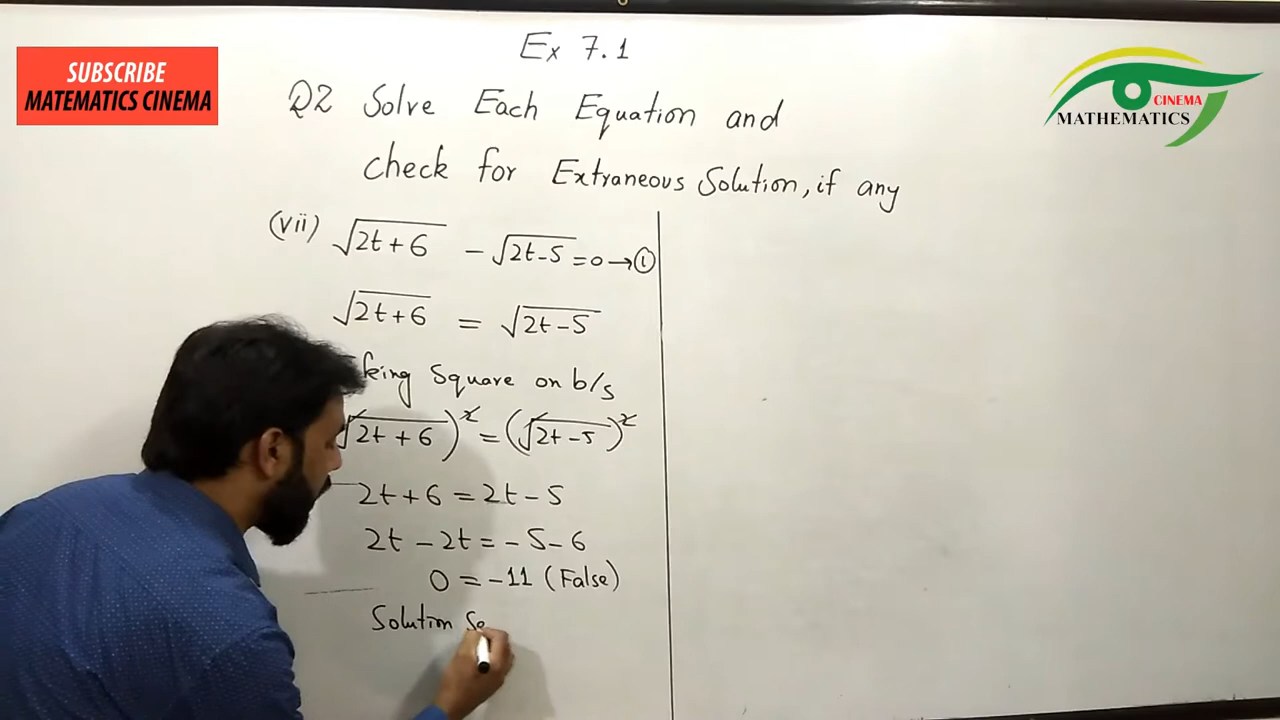 SUBSCRIBE
MATEMATICS CINEMA
CINEMA
MATHEMATICS
Ex 7.1
Q2 Solve Each Equation and
check for Extraneous Solution, if any
(vii) √2t+6 - √2t-5 = 0 → ①
√2t+6 = √2t-5
king Square on b/s
√2t+6)² = (√2t-5)²
2t+6 = 2t-5
2t - 2t = -5-6
0 = -11 (False)
Solution Se